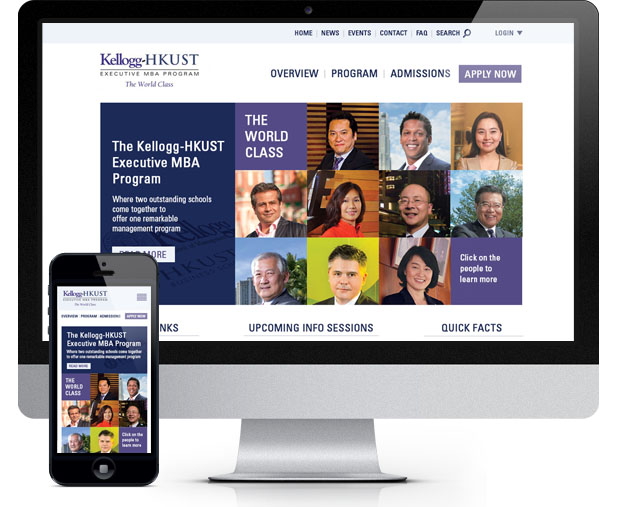 HOME | NEWS | EVENTS | CONTACT | FAQ | SEARCH
LOGIN
Kellogg-HKUST
EXECUTIVE MBA PROGRAM
The World Class
OVERVIEW | PROGRAM | ADMISSIONS
APPLY NOW
The Kellogg-HKUST
Executive MBA
Program
Where two outstanding schools
come together to
offer one remarkable
management program
READ MORE
HKUST
THE
WORLD
CLASS
Click on the
people to
learn more
UPCOMING INFO SESSIONS
QUICK FACTS
Kellogg-HKUST
EXECUTIVE MBA PROGRAM
The World Class
OVERVIEW | PROGRAM | ADMISSIONS
APPLY NOW
The Kellogg-HKUST
Executive MBA Program
Where two outstanding schools come together
to offer one remarkable management program
READ MORE
THE
WORLD
CLASS
Click on the
people to
learn more